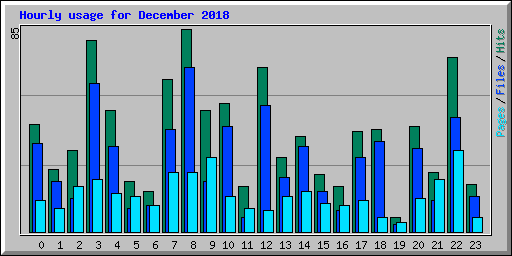 Hourly usage for December 2018
85
Pages / Files / Hits
0 1 2 3 4 5 6 7 8 9 10 11 12 13 14 15 16 17 18 19 20 21 22 23